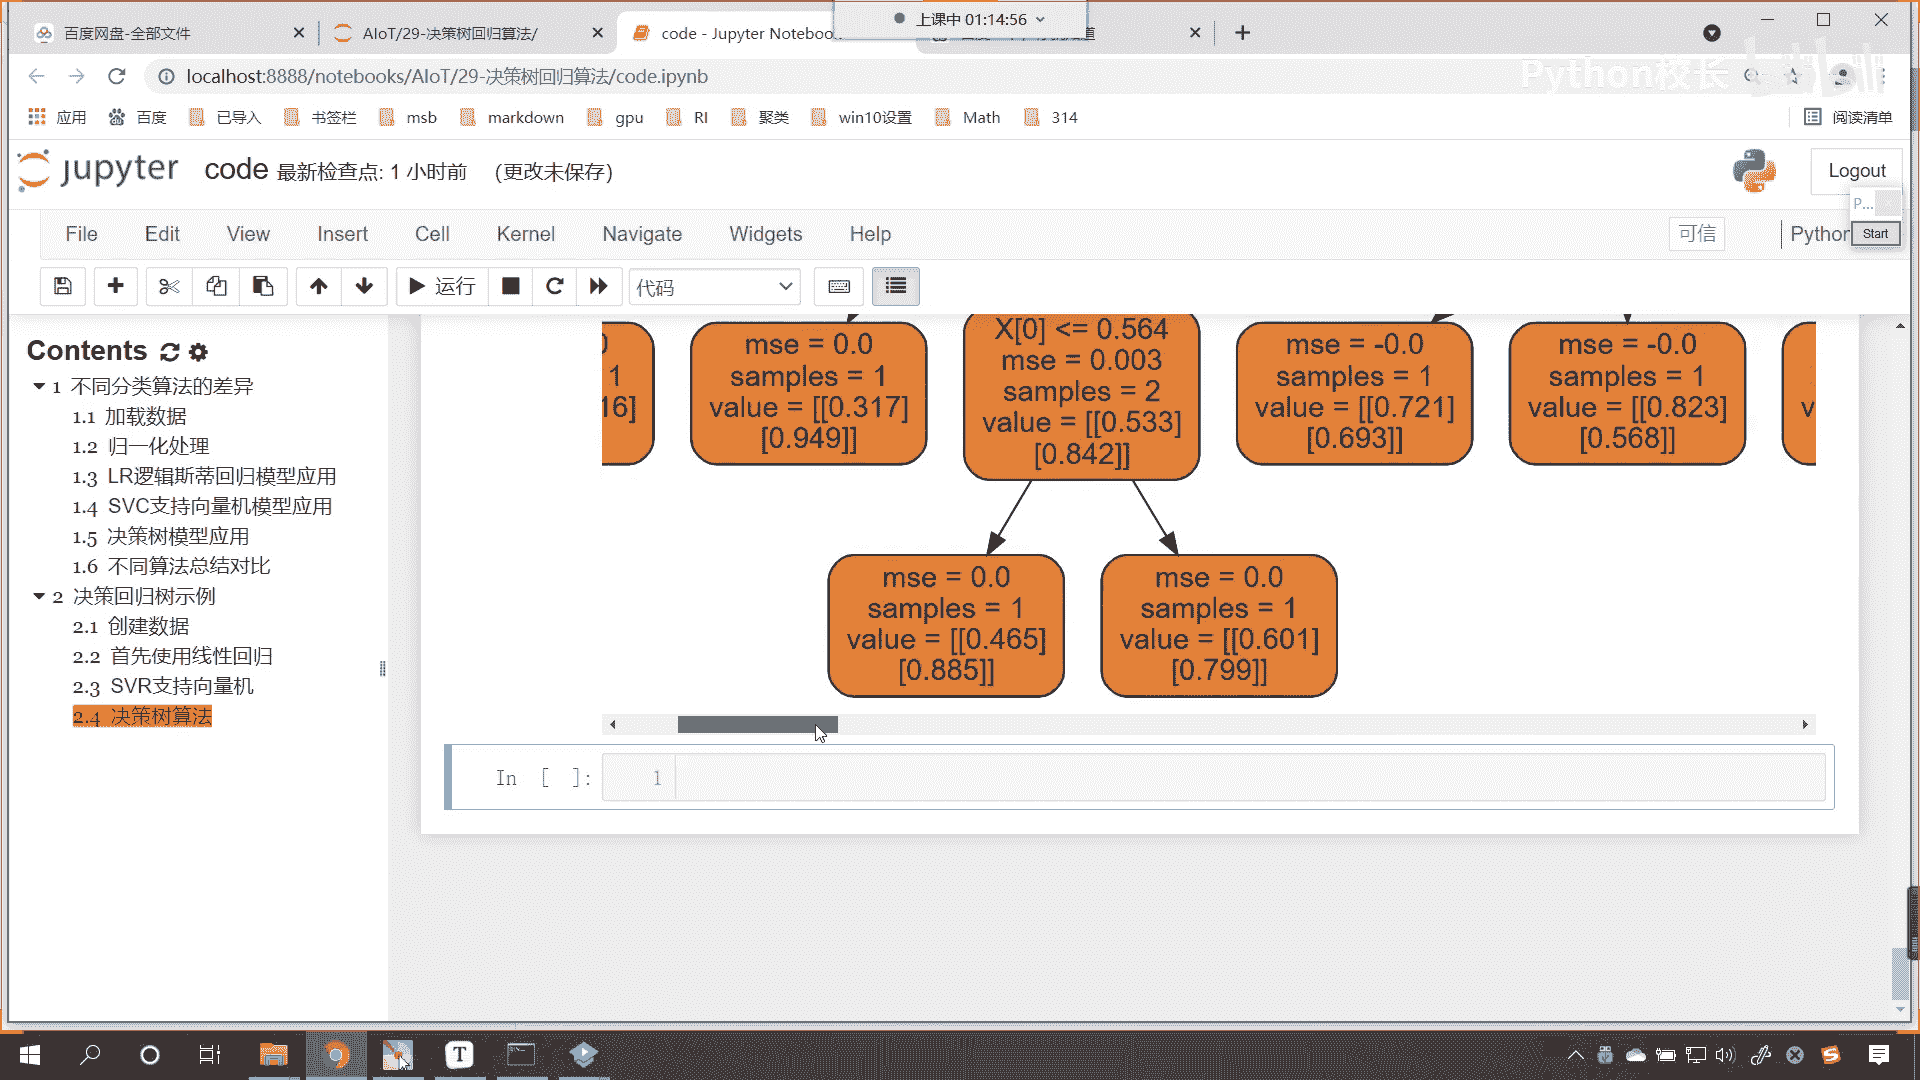 上课中 01:14:56
百度网盘-全部文件
AIoT/29-决策树回归算法/
code - Jupyter Notebook
localhost:8888/notebooks/AIoT/29-决策树回归算法/code.ipynb
Python校长
应用
百度
已导入
书签栏
msb
markdown
gpu
RI
聚类
win10设置
Math
314
阅读清单
jupyter
code 最新检查点: 1 小时前 (更改未保存)
Logout
P...
Start
File
Edit
View
Insert
Cell
Kernel
Navigate
Widgets
Help
可信
Python
运行
代码
Contents
1 不同分类算法的差异
1.1 加载数据
1.2 归一化处理
1.3 LR逻辑斯蒂回归模型应用
1.4 SVC支持向量机模型应用
1.5 决策树模型应用
1.6 不同算法总结对比
2 决策回归树示例
2.1 创建数据
2.2 首先使用线性回归
2.3 SVR支持向量机
2.4 决策树算法
1
16]
mse = 0.0
samples = 1
value = [[0.317]
[0.949]]
X[0] <= 0.564
mse = 0.003
samples = 2
value = [[0.533]
[0.842]]
mse = -0.0
samples = 1
value = [[0.721]
[0.693]]
mse = -0.0
samples = 1
value = [[0.823]
[0.568]]
v
mse = 0.0
samples = 1
value = [[0.465]
[0.885]]
mse = 0.0
samples = 1
value = [[0.601]
[0.799]]
In [ ]:
1